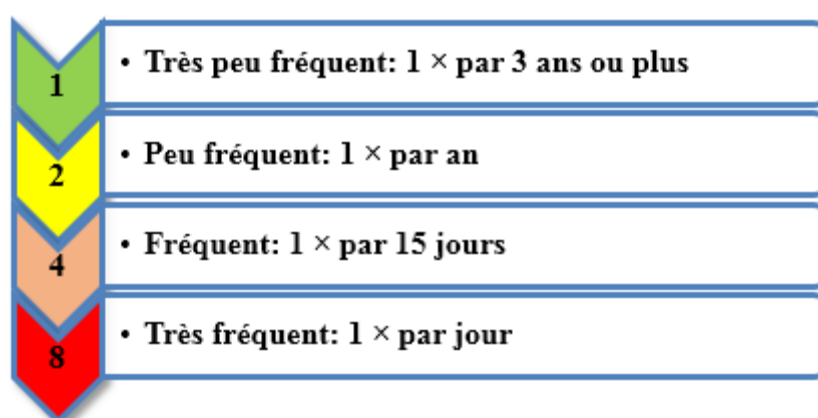 1
• Très peu fréquent: 1 × par 3 ans ou plus
2
• Peu fréquent: 1 × par an
4
• Fréquent: 1 × par 15 jours
8
• Très fréquent: 1 × par jour